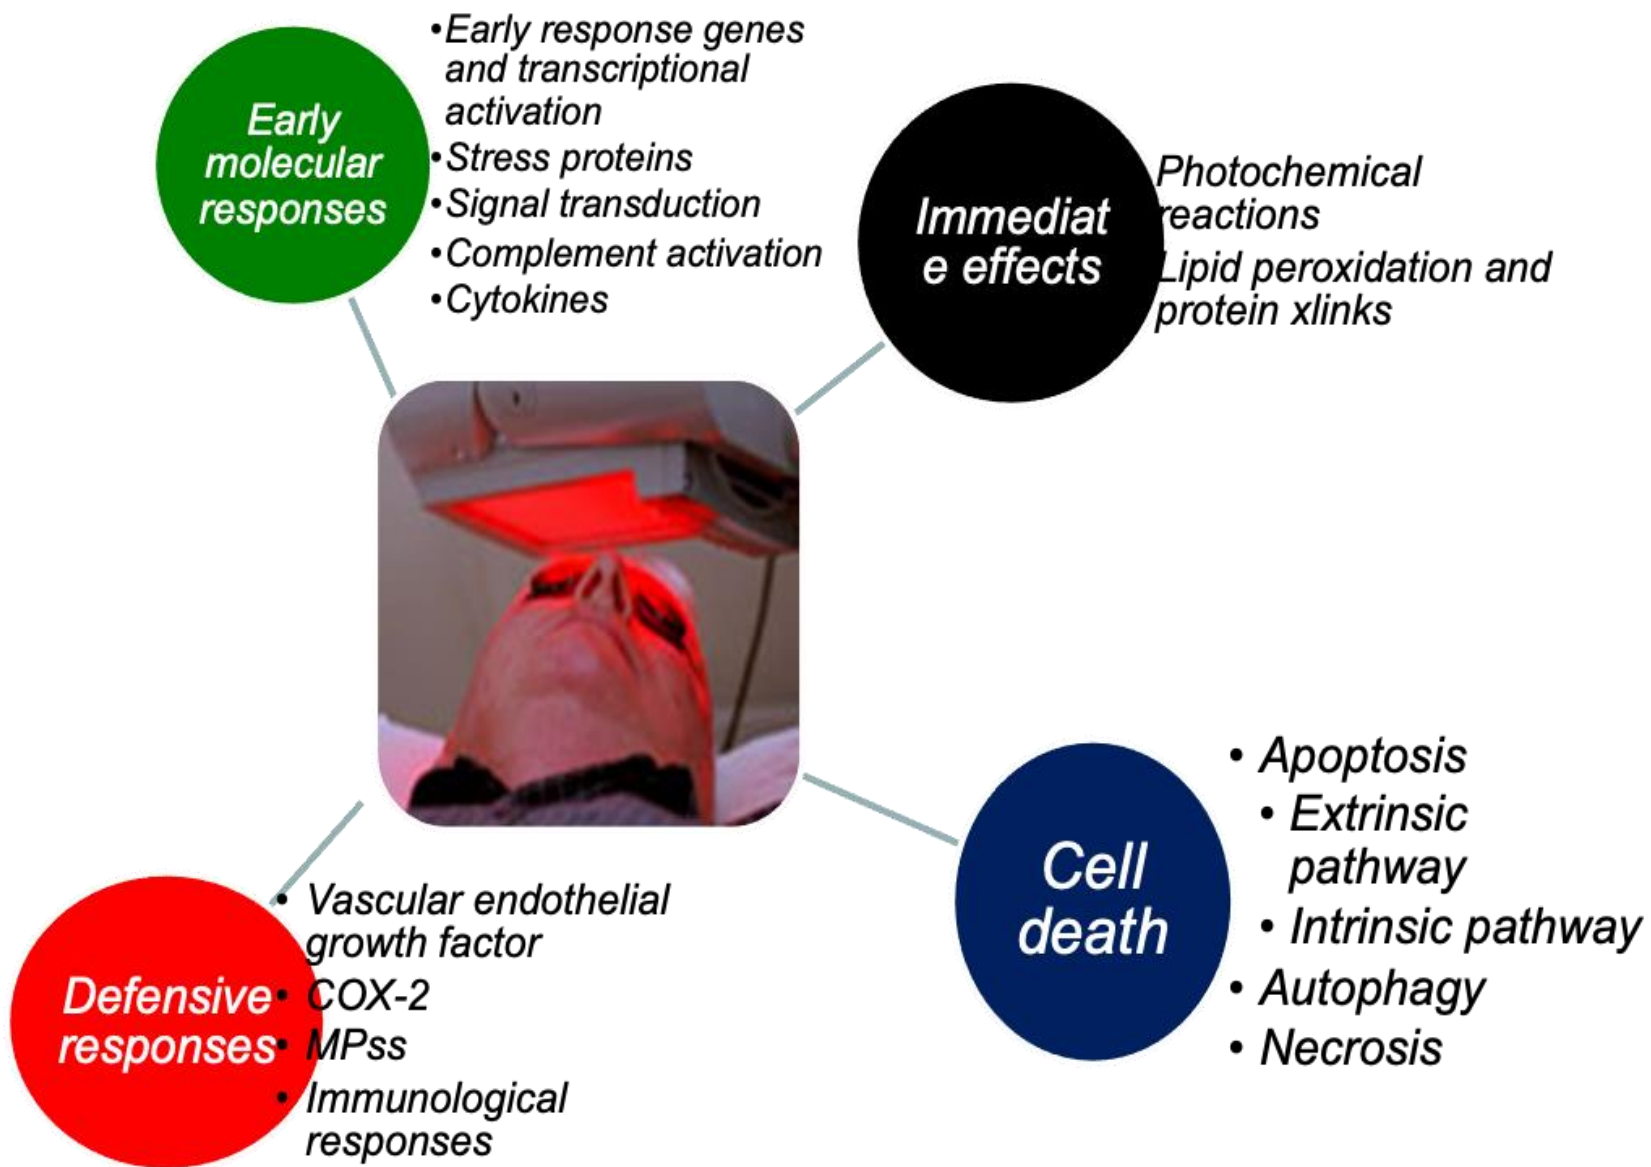 Early
molecular
responses
•Early response genes
and transcriptional
activation
•Stress proteins
•Signal transduction
•Complement activation
•Cytokines
Immediat
e effects
Photochemical
reactions
Lipid peroxidation and
protein xlinks
Defensive
responses
• Vascular endothelial
growth factor
• COX-2
• MPss
• Immunological
responses
Cell
death
• Apoptosis
• Extrinsic
pathway
• Intrinsic pathway
• Autophagy
• Necrosis